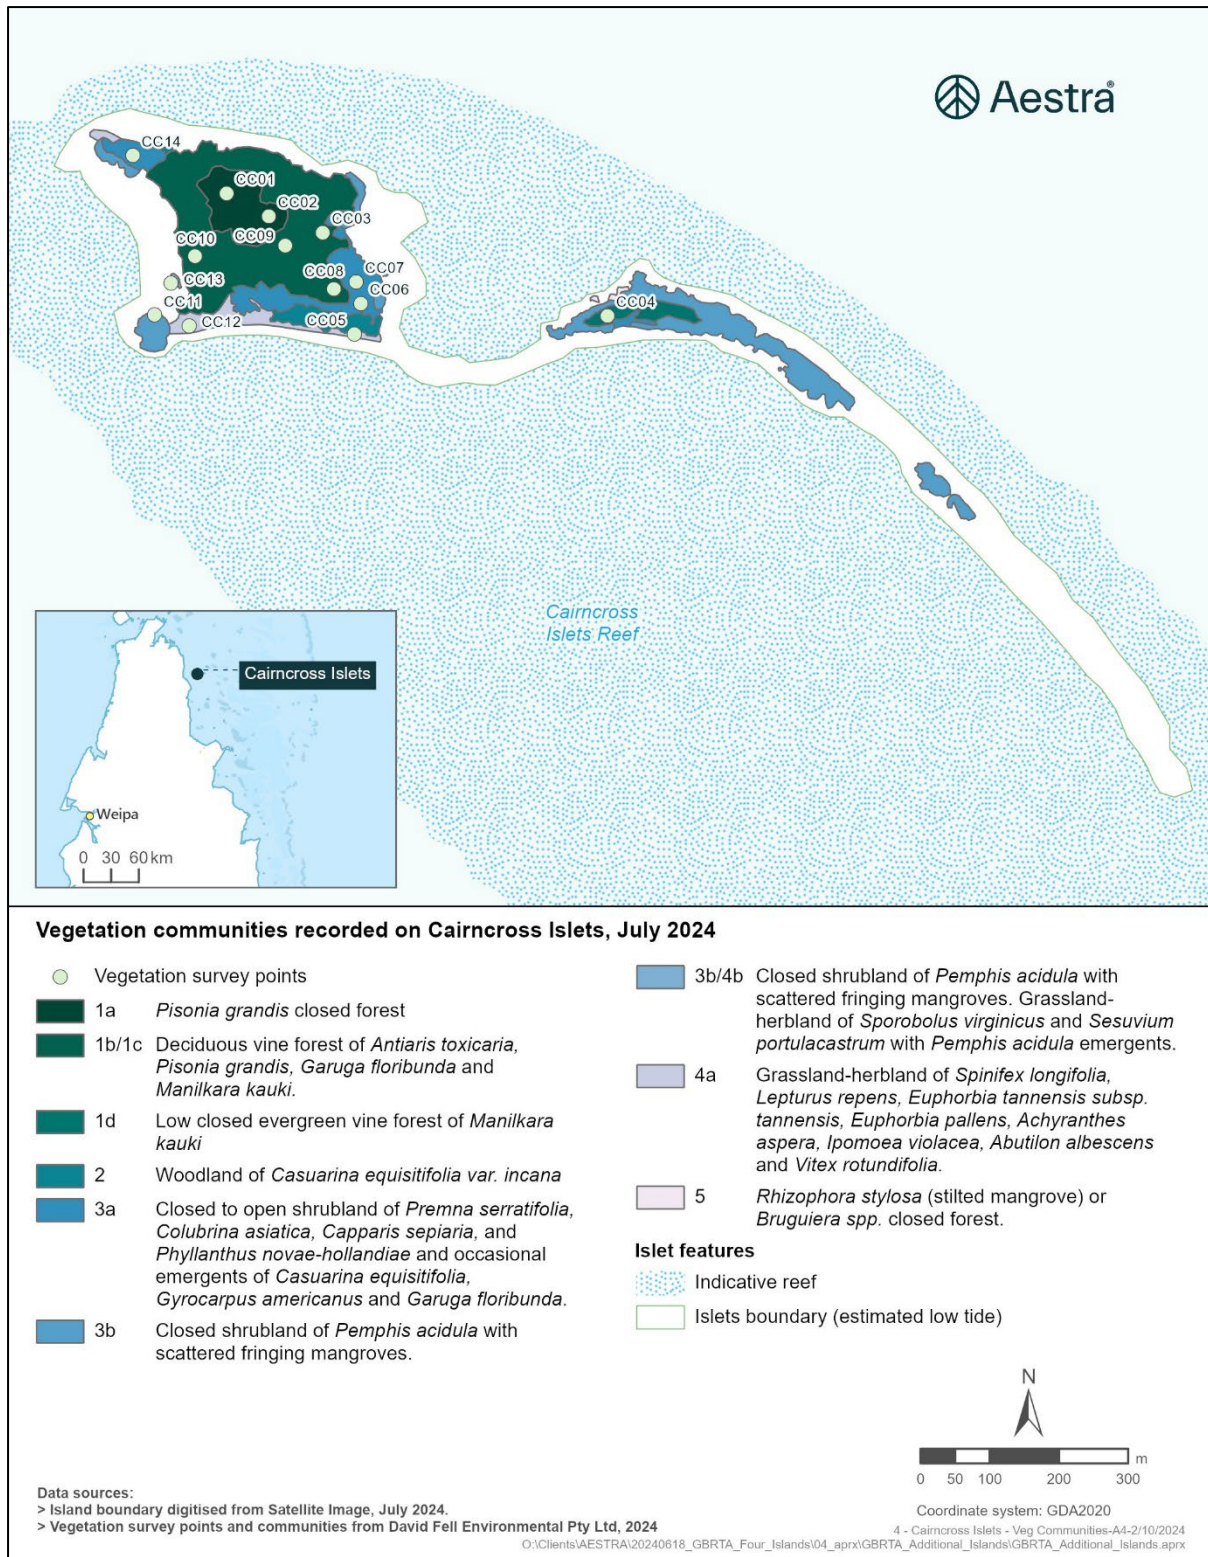 Aestra®
CC14
CC01
CC02
CC03
CC09
CC10
CC08
CC07
CC13
CC06
CC11
CC12
CC05
CC04
Cairncross
Islets Reef
Cairncross Islets
Weipa
0 30 60 km
Vegetation communities recorded on Cairncross Islets, July 2024
Vegetation survey points
1a Pisonia grandis closed forest
1b/1c Deciduous vine forest of Antiaris toxicaria,
Pisonia grandis, Garuga floribunda and
Manilkara kauki.
1d Low closed evergreen vine forest of Manilkara
kauki
2 Woodland of Casuarina equisitifolia var. incana
3a Closed to open shrubland of Premna serratifolia,
Colubrina asiatica, Capparis sepiaria, and
Phyllanthus novae-hollandiae and occasional
emergents of Casuarina equisitifolia,
Gyrocarpus americanus and Garuga floribunda.
3b Closed shrubland of Pemphis acidula with
scattered fringing mangroves.
3b/4b Closed shrubland of Pemphis acidula with
scattered fringing mangroves. Grassland-
herbland of Sporobolus virginicus and Sesuvium
portulacastrum with Pemphis acidula emergents.
4a Grassland-herbland of Spinifex longifolia,
Lepturus repens, Euphorbia tannensis subsp.
tannensis, Euphorbia pallens, Achyranthes
aspera, Ipomoea violacea, Abutilon albescens
and Vitex rotundifolia.
5 Rhizophora stylosa (stilted mangrove) or
Bruguiera spp. closed forest.
Islet features
Indicative reef
Islets boundary (estimated low tide)
N
m
0 50 100 200 300
Coordinate system: GDA2020
Data sources:
> Island boundary digitised from Satellite Image, July 2024.
> Vegetation survey points and communities from David Fell Environmental Pty Ltd, 2024
4 - Cairncross Islets - Veg Communities-A4-2/10/2024
O:\Clients\AESTRA\20240618_GBRTA_Four_Islands\04_aprx\GBRTA_Additional_Islands\GBRTA_Additional_Islands.aprx